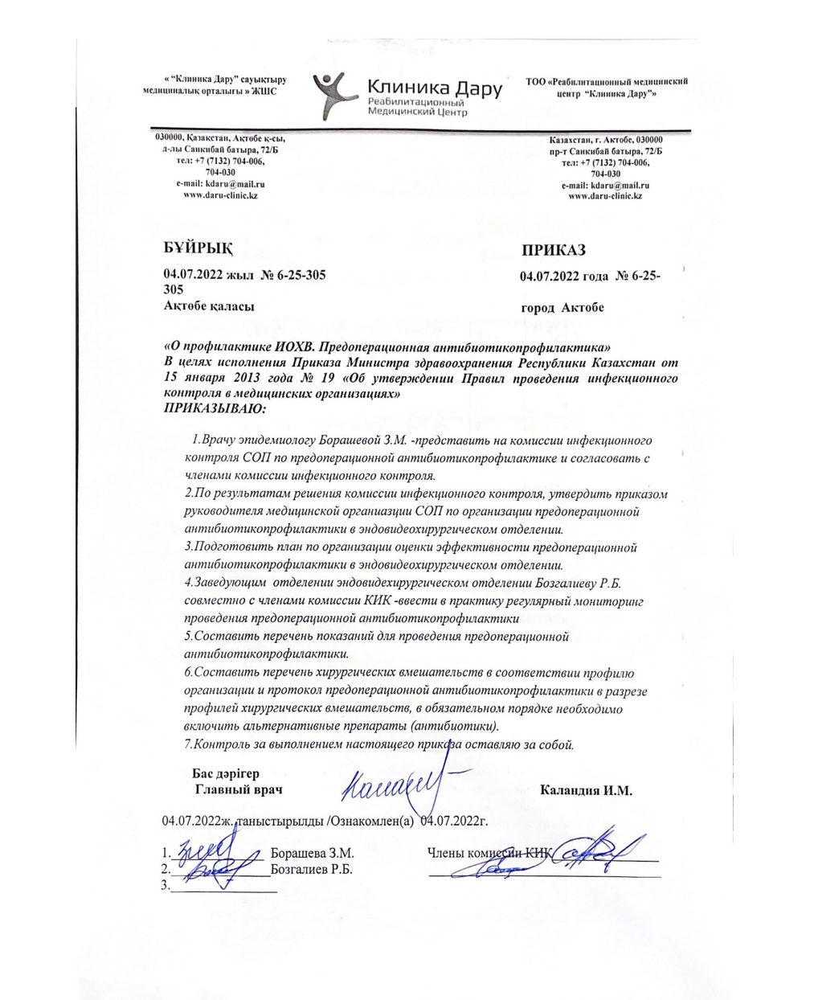 « “Клиника Дару” сауықтыру
медициналық орталығы » ЖШС
Клиника Дару
Реабилитационный
Медицинский Центр
ТОО «Реабилитационный медицинский
центр “Клиника Дару”»
030000, Қазақстан, Ақтөбе қ-сы,
д-лы Санкибай батыра, 72/Б
тел: +7 (7132) 704-006,
704-030
e-mail: kdaru@mail.ru
www.daru-clinic.kz
Казахстан, г. Актобе, 030000
пр-т Санкибай батыра, 72/Б
тел: +7 (7132) 704-006,
704-030
e-mail: kdaru@mail.ru
www.daru-clinic.kz
БҰЙРЫҚ
ПРИКАЗ
04.07.2022 жыл № 6-25-305
04.07.2022 года № 6-25-
305
Ақтөбе қаласы
город Актобе
«О профилактике ИОХВ. Предоперационная антибиотикопрофилактика»
В целях исполнения Приказа Министра здравоохранения Республики Казахстан от
15 января 2013 года № 19 «Об утверждении Правил проведения инфекционного
контроля в медицинских организациях»
ПРИКАЗЫВАЮ:
1.Врачу эпидемиологу Борашевой З.М. -представить на комиссии инфекционного
контроля СОП по предоперационной антибиотикопрофилактике и согласовать с
членами комиссии инфекционного контроля.
2.По результатам решения комиссии инфекционного контроля, утвердить приказом
руководителя медицинской органиазции СОП по организации предоперационной
антибиотикопрофилактики в эндовидеохирургическом отделении.
3.Подготовить план по организации оценки эффективности предоперационной
антибиотикопрофилактики в эндовидеохирургическом отделении.
4.Заведующим отделении эндовидехирургическом отделении Бозгалиеву Р.Б.
совместно с членами комиссии КИК -ввести в практику регулярный мониторинг
проведения предоперационной антибиотикопрофилактики
5.Составить перечень показаний для проведения предоперационной
антибиотикопрофилактики.
6.Составить перечень хирургических вмешательств в соответствии профилю
организации и протокол предоперационной антибиотикопрофилактики в разрезе
профилей хирургических вмешательств, в обязательном порядке необходимо
включить альтернативные препараты (антибиотики).
7.Контроль за выполнением настоящего приказа оставляю за собой.
Бас дәрігер
Главный врач
Каландия И.М.
04.07.2022ж. таныстырылды /Ознакомлен(а) 04.07.2022г.
1. Борашева З.М.
Члены комиссии КИК
2. Бозгалиев Р.Б.
3.